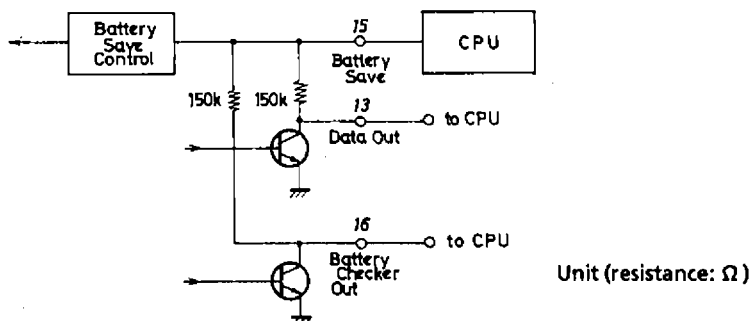 Battery
Save
Control
15
Battery
Save
CPU
150k
150k
13
Data Out
to CPU
16
Battery
Checker
Out
to CPU
Unit (resistance: Ω)